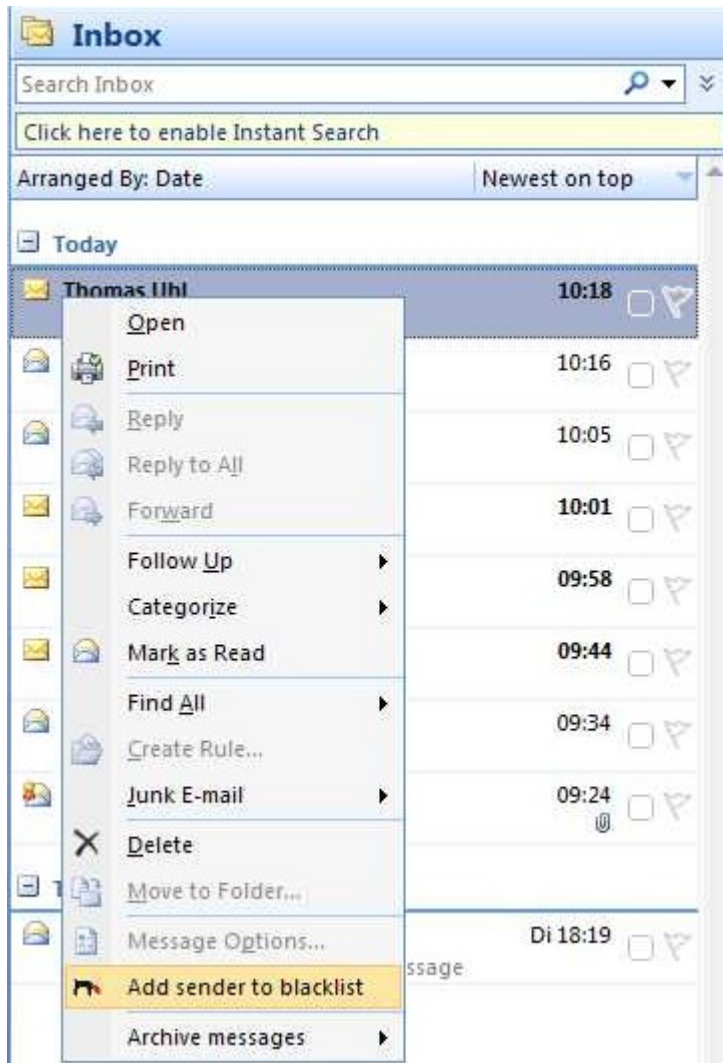 Inbox
Search Inbox
Click here to enable Instant Search
Arranged By: Date Newest on top
Today
Thomas Uhl 10:18
Open
Print 10:16
Reply 10:05
Reply to All
Forward 10:01
Follow Up 09:58
Categorize
Mark as Read 09:44
Find All 09:34
Create Rule...
Junk E-mail 09:24
Delete
Move to Folder...
Message Options... Di 18:19
ssage
Add sender to blacklist
Archive messages